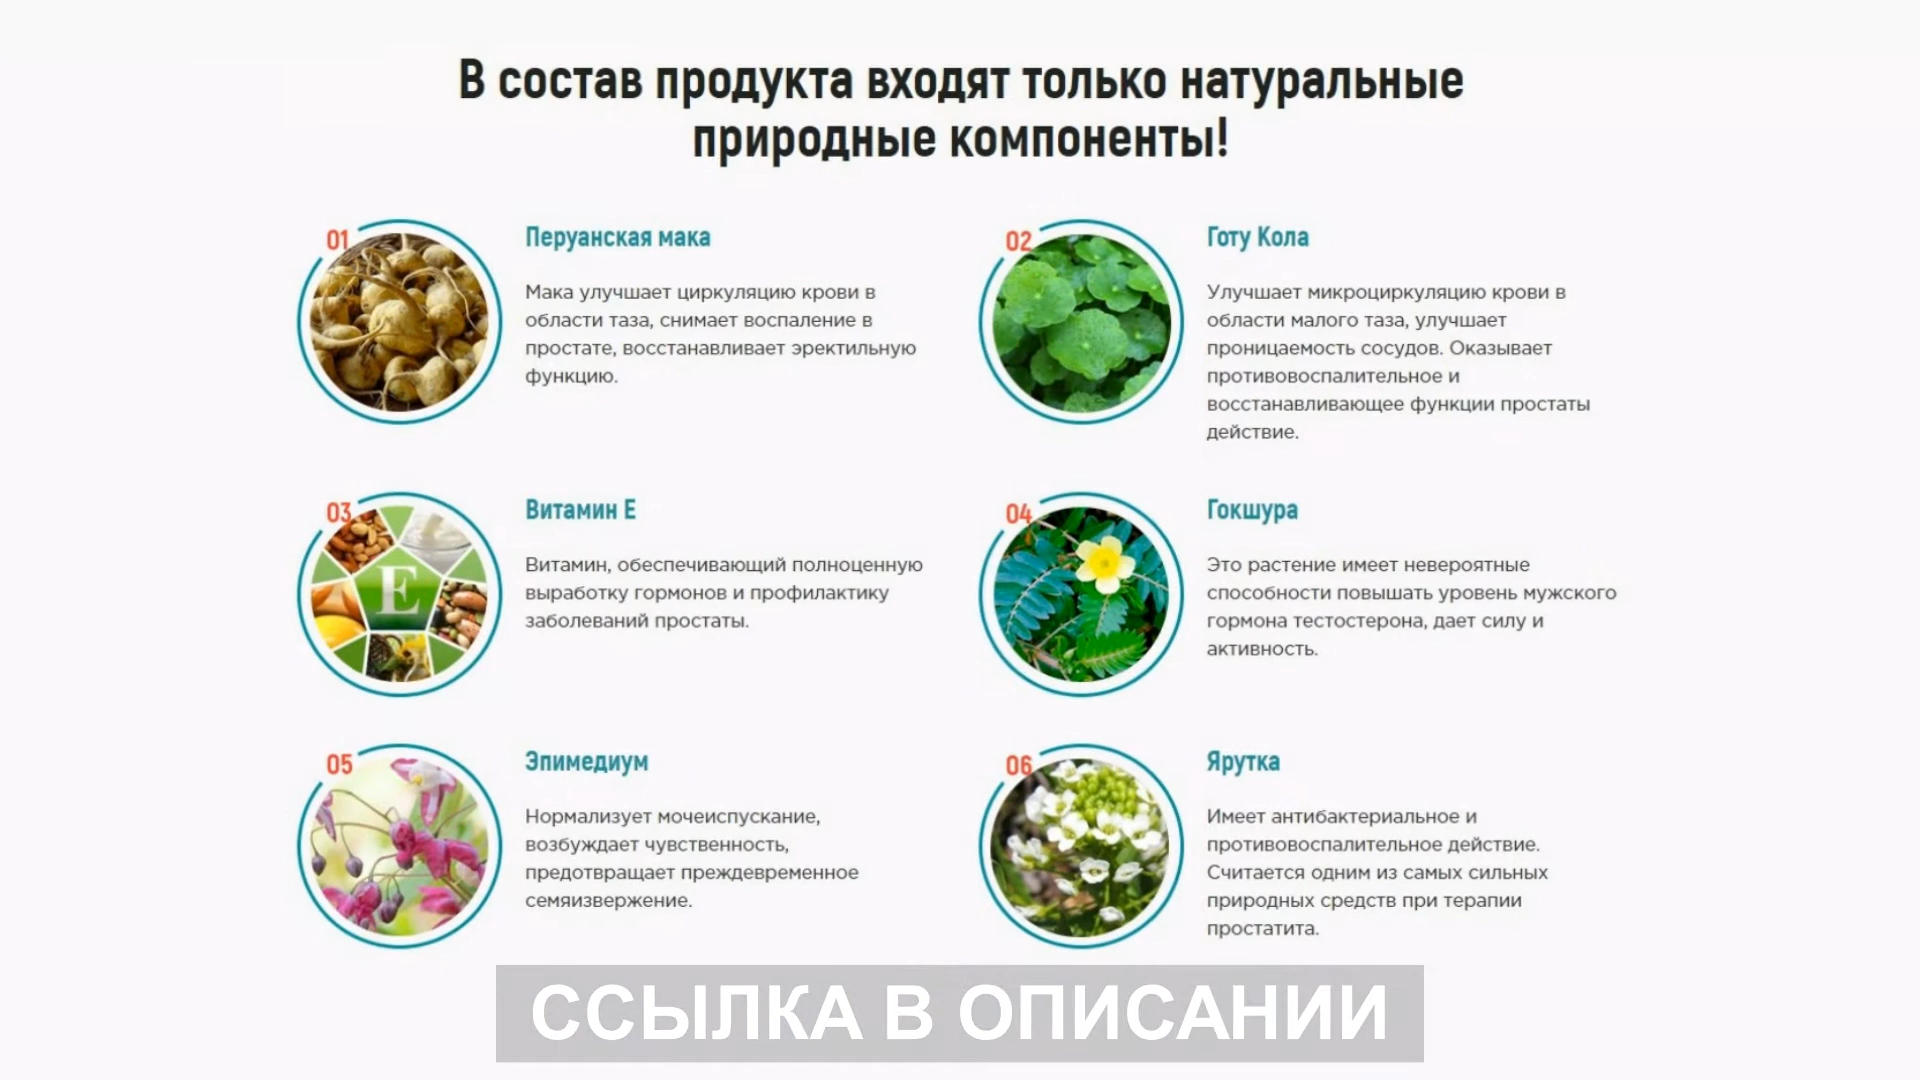 В состав продукта входят только натуральные
природные компоненты!
01
Перуанская мака
Мака улучшает циркуляцию крови в
области таза, снимает воспаление в
простате, восстанавливает эректильную
функцию.
02
Готу Кола
Улучшает микроциркуляцию крови в
области малого таза, улучшает
проницаемость сосудов. Оказывает
противовоспалительное и
восстанавливающее функции простаты
действие.
03
E
Витамин Е
Витамин, обеспечивающий полноценную
выработку гормонов и профилактику
заболеваний простаты.
04
Гокшура
Это растение имеет невероятные
способности повышать уровень мужского
гормона тестостерона, дает силу и
активность.
05
Эпимедиум
Нормализует мочеиспускание,
возбуждает чувственность,
предотвращает преждевременное
семяизвержение.
06
Ярутка
Имеет антибактериальное и
противовоспалительное действие.
Считается одним из самых сильных
природных средств при терапии
простатита.
ССЫЛКА В ОПИСАНИИ